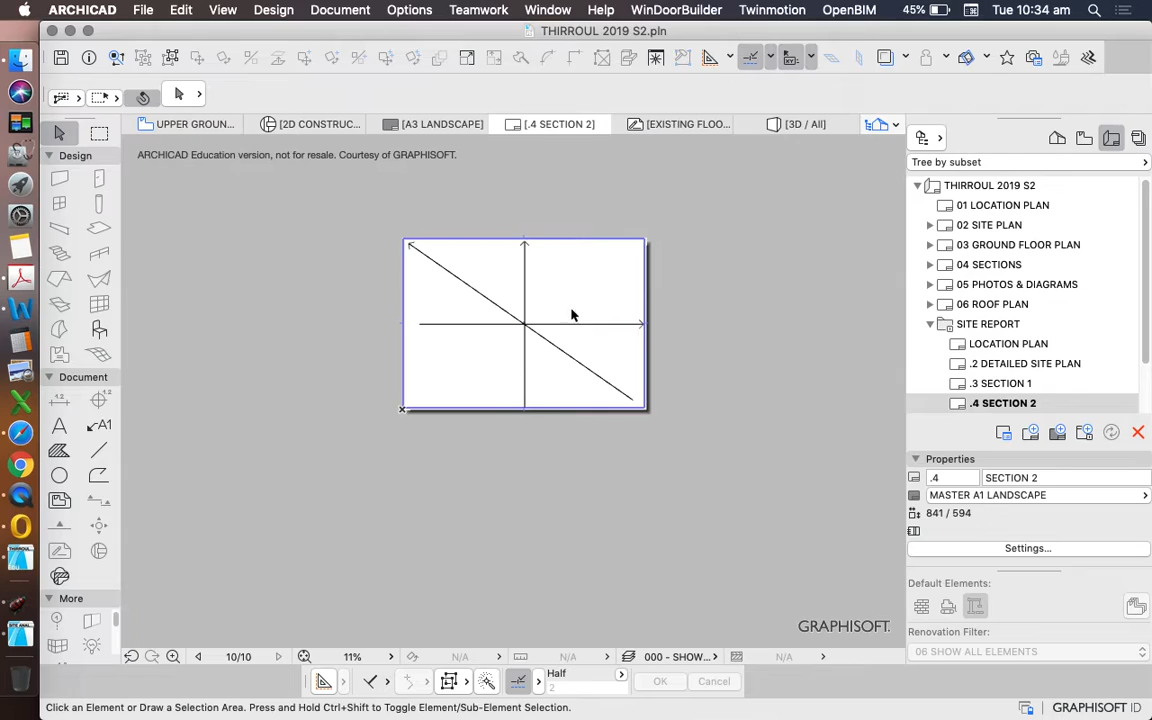 ARCHICAD File Edit View Design Document Options Teamwork Window Help WinDoorBuilder Twinmotion OpenBIM 45% Tue 10:34 am
THIRROUL 2019 S2.pln
UPPER GROUN... [2D CONSTRUC... [A3 LANDSCAPE] [.4 SECTION 2] [EXISTING FLOO... [3D / All]
ARCHICAD Education version, not for resale. Courtesy of GRAPHISOFT.
Design
Document
More
Tree by subset
THIRROUL 2019 S2
01 LOCATION PLAN
02 SITE PLAN
03 GROUND FLOOR PLAN
04 SECTIONS
05 PHOTOS & DIAGRAMS
06 ROOF PLAN
SITE REPORT
LOCATION PLAN
.2 DETAILED SITE PLAN
.3 SECTION 1
.4 SECTION 2
Properties
.4 SECTION 2
MASTER A1 LANDSCAPE
841 / 594
Settings...
Default Elements:
Renovation Filter:
06 SHOW ALL ELEMENTS
GRAPHISOFT.
10/10 11% N/A N/A 000 - SHOW... N/A
Half
2
OK Cancel
Click an Element or Draw a Selection Area. Press and Hold Ctrl+Shift to Toggle Element/Sub-Element Selection.
GRAPHISOFT ID